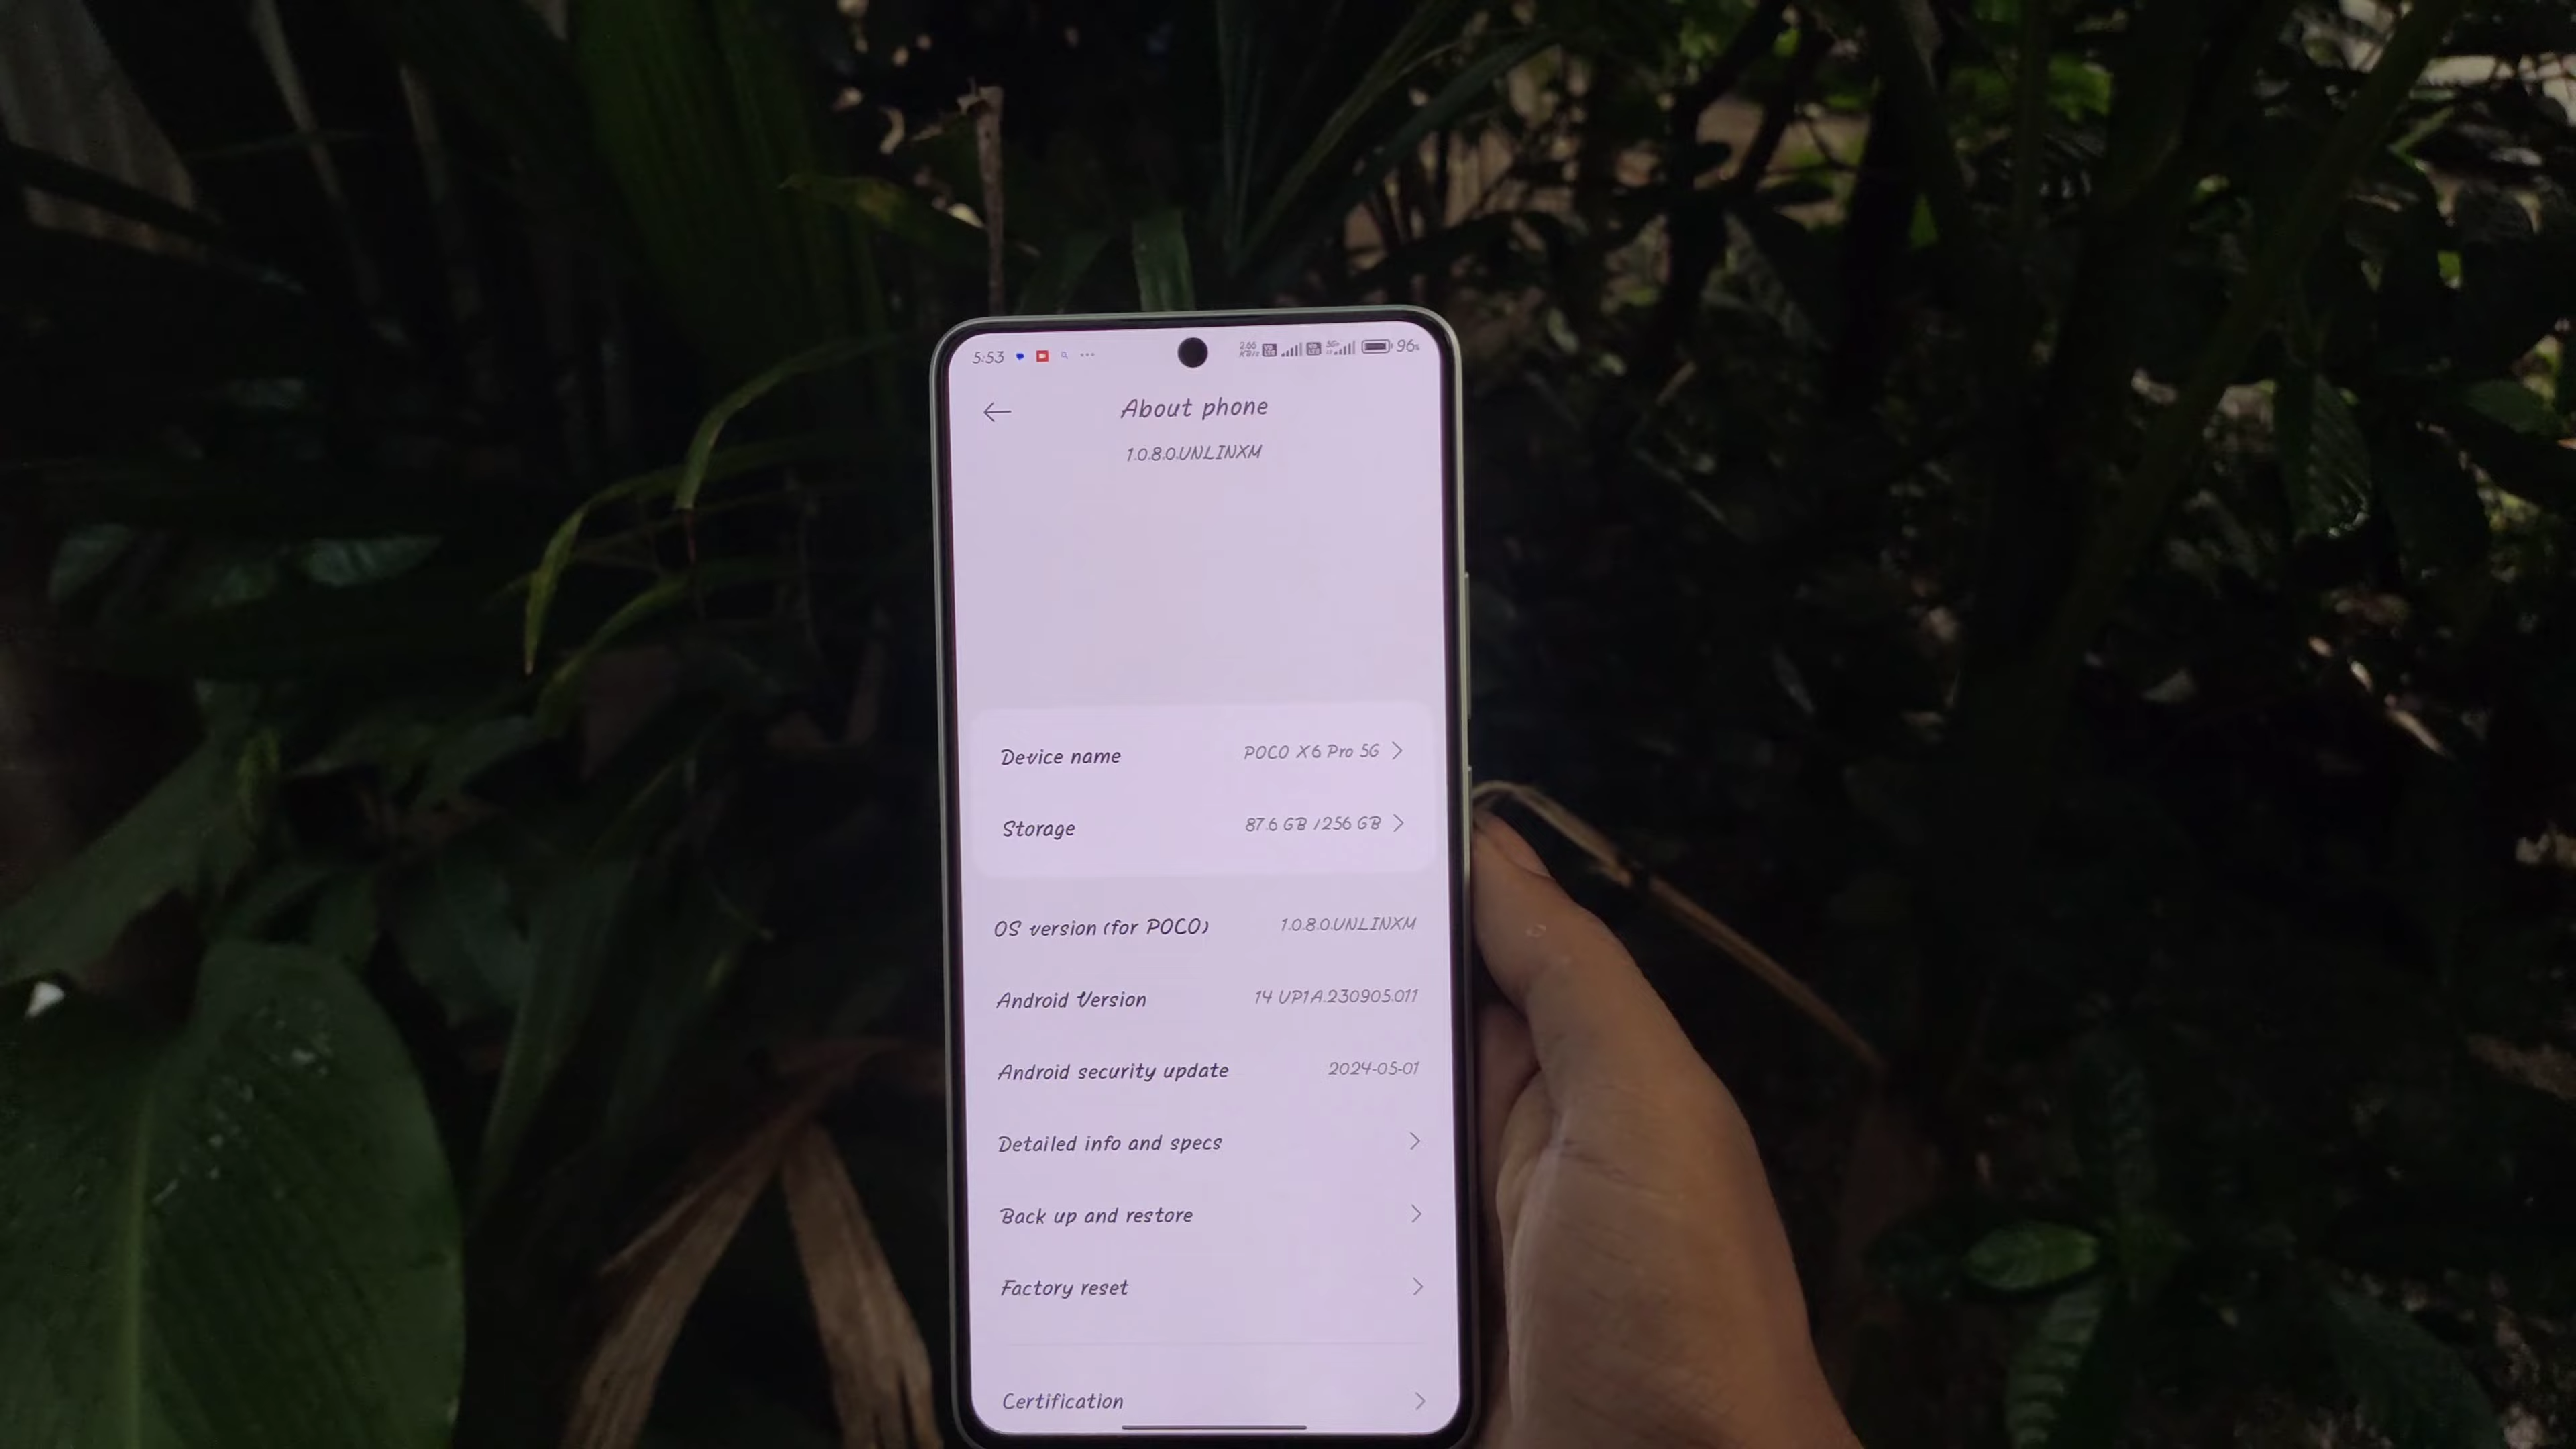 5:53 96%
About phone
1.0.8.0.UNLINXM
Device name POCO X6 Pro 5G
Storage 87.6 GB /256 GB
OS version (for POCO) 1.0.8.0.UNLINXM
Android Version 14 UP1A.230905.011
Android security update 2024-05-01
Detailed info and specs
Back up and restore
Factory reset
Certification